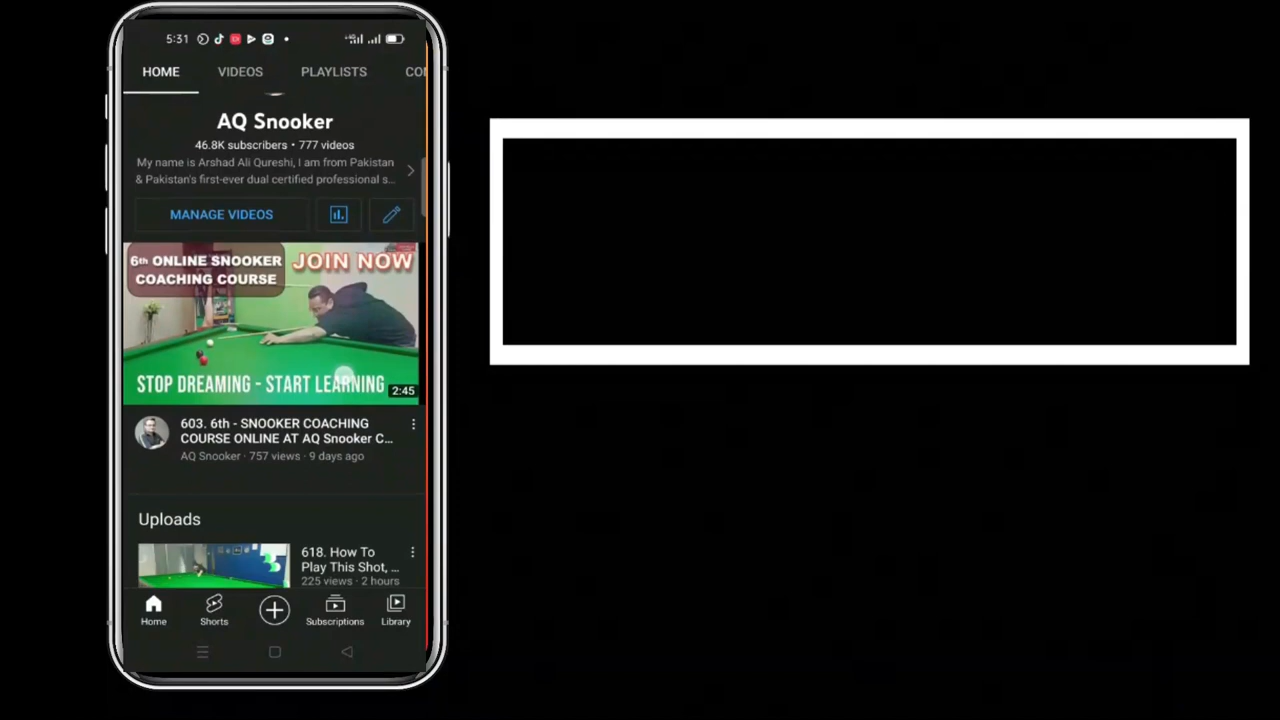 5:31
HOME VIDEOS PLAYLISTS
AQ Snooker
46.8K subscribers • 777 videos
My name is Arshad Ali Qureshi, I am from Pakistan
& Pakistan's first-ever dual certified professional s...
MANAGE VIDEOS
6th ONLINE SNOOKER
COACHING COURSE
JOIN NOW
STOP DREAMING - START LEARNING
2:45
603. 6th - SNOOKER COACHING
COURSE ONLINE AT AQ Snooker C...
AQ Snooker · 757 views · 9 days ago
Uploads
618. How To
Play This Shot, ...
225 views · 2 hours
Home Shorts Subscriptions Library